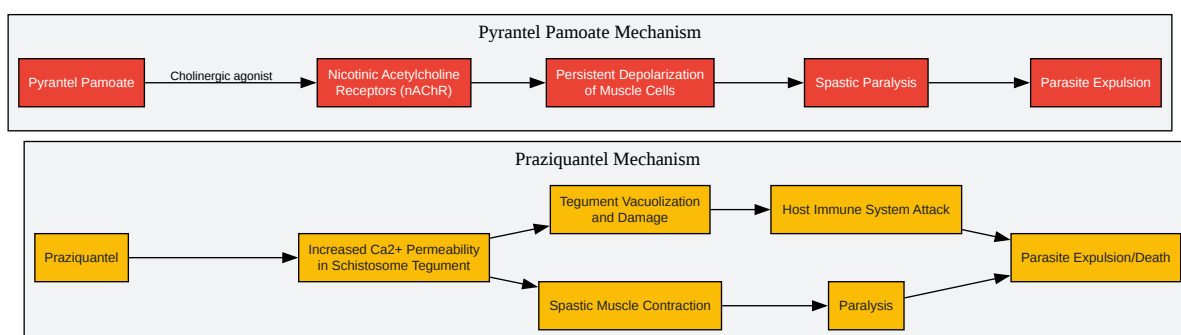 Pyrantel Pamoate Mechanism
Pyrantel Pamoate
Cholinergic agonist
Nicotinic Acetylcholine
Receptors (nAChR)
Persistent Depolarization
of Muscle Cells
Spastic Paralysis
Parasite Expulsion
Praziquantel Mechanism
Praziquantel
Increased Ca2+ Permeability
in Schistosome Tegument
Tegument Vacuolization
and Damage
Host Immune System Attack
Spastic Muscle Contraction
Paralysis
Parasite Expulsion/Death